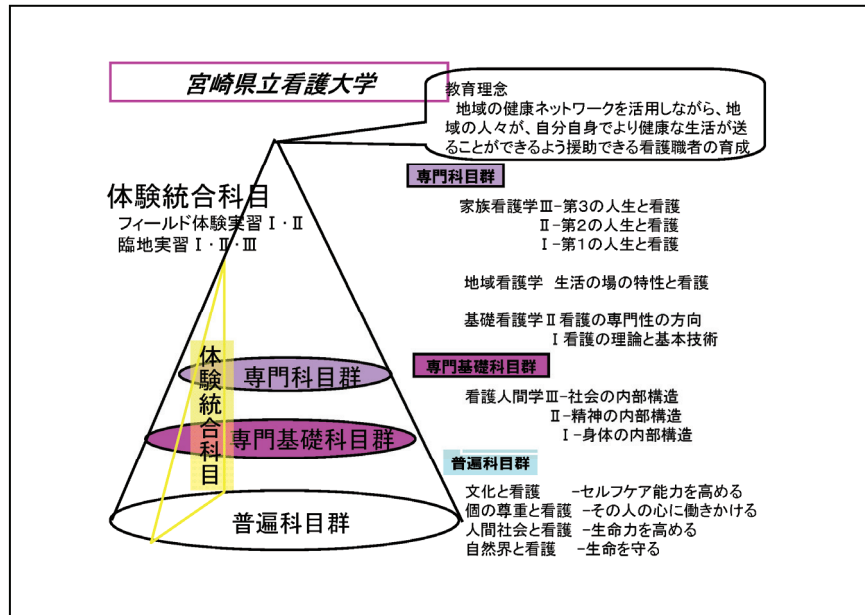 宮崎県立看護大学
教育理念
地域の健康ネットワークを活用しながら、地
域の人々が、自分自身でより健康な生活が送
ることができるよう援助できる看護職者の育成
体験統合科目
フィールド体験実習Ⅰ・Ⅱ
臨地実習Ⅰ・Ⅱ・Ⅲ
専門科目群
家族看護学Ⅲ-第3の人生と看護
Ⅱ-第2の人生と看護
Ⅰ-第1の人生と看護
地域看護学 生活の場の特性と看護
基礎看護学Ⅱ看護の専門性の方向
Ⅰ看護の理論と基本技術
専門基礎科目群
看護人間学Ⅲ-社会の内部構造
Ⅱ-精神の内部構造
Ⅰ-身体の内部構造
普遍科目群
文化と看護 -セルフケア能力を高める
個の尊重と看護 -その人の心に働きかける
人間社会と看護 -生命力を高める
自然界と看護 -生命を守る
体験統合科目
専門科目群
専門基礎科目群
普遍科目群